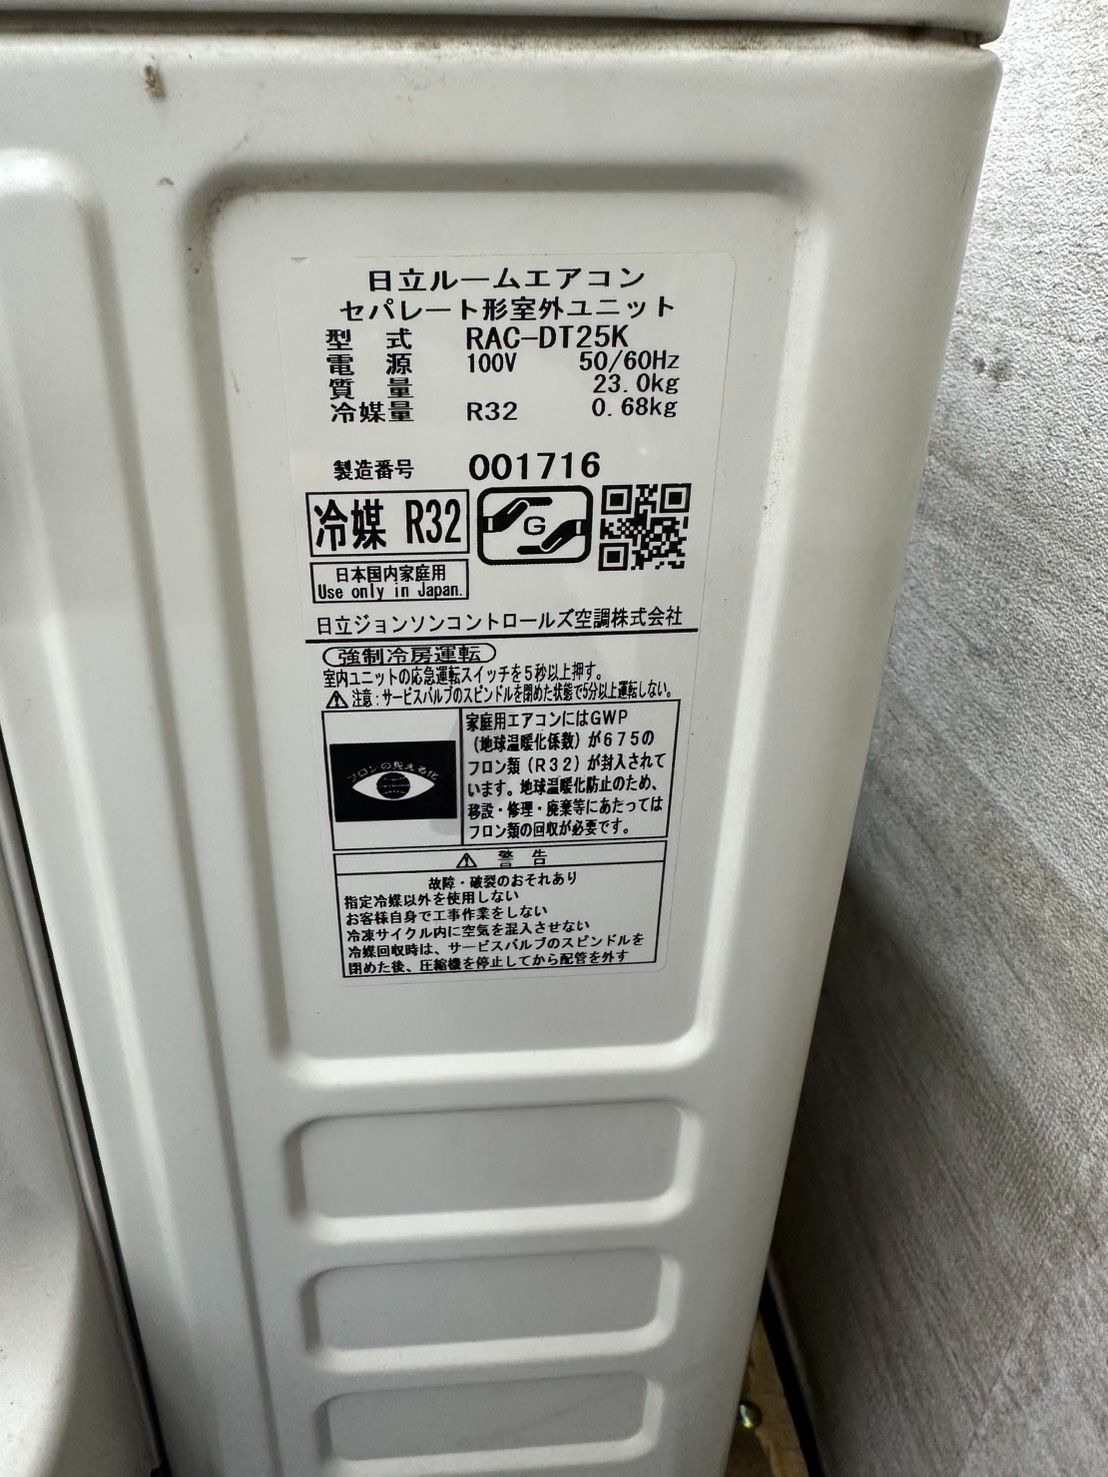 日立ルームエアコン
セパレート形室外ユニット
型 式 RAC-DT25K
電 源 100V 50/60Hz
質 量 23.0kg
冷媒量 R32 0.68kg
製造番号 001716
冷媒 R32
G
日本国内家庭用
Use only in Japan.
日立ジョンソンコントロールズ空調株式会社
強制冷房運転
室内ユニットの応急運転スイッチを5秒以上押す。
注意:サービスバルブのスピンドルを閉めた状態で5分以上運転しない。
フロンの見える化
家庭用エアコンにはGWP
(地球温暖化係数)が675の
フロン類(R32)が封入されて
います。地球温暖化防止のため、
移設・修理・廃棄等にあたっては
フロン類の回収が必要です。
警 告
故障・破裂のおそれあり
指定冷媒以外を使用しない
お客様自身で工事作業をしない
冷凍サイクル内に空気を混入させない
冷媒回収時は、サービスバルブのスピンドルを
閉めた後、圧縮機を停止してから配管を外す